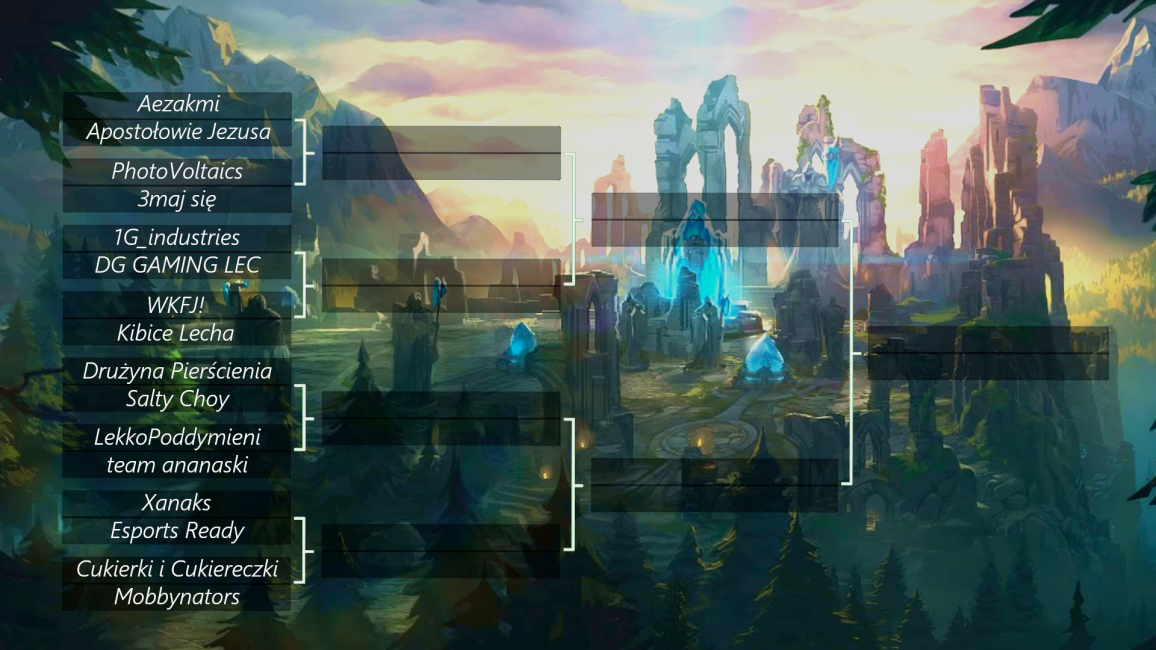 Aezakmi
Apostołowie Jezusa
PhotoVoltaics
3maj się
1G_industries
DG GAMING LEC
WKFJ!
Kibice Lecha
Drużyna Pierścienia
Salty Choy
LekkoPoddymieni
team ananaski
Xanaks
Esports Ready
Cukierki i Cukiereczki
Mobbynators